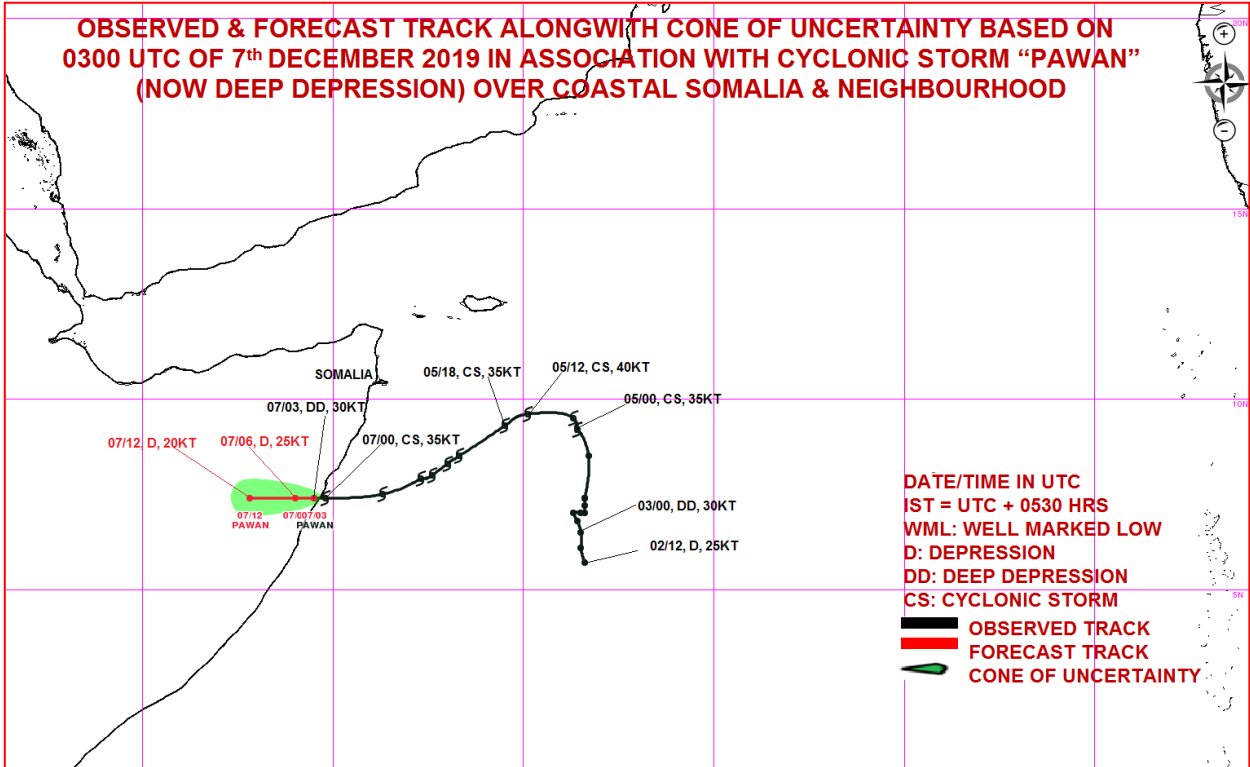 OBSERVED & FORECAST TRACK ALONGWITH CONE OF UNCERTAINTY BASED ON
0300 UTC OF 7th DECEMBER 2019 IN ASSOCIATION WITH CYCLONIC STORM “PAWAN”
(NOW DEEP DEPRESSION) OVER COASTAL SOMALIA & NEIGHBOURHOOD
20N
+
−
15N
SOMALIA
05/18, CS, 35KT
05/12, CS, 40KT
05/00, CS, 35KT
10N
07/03, DD, 30KT
07/12, D, 20KT
07/06, D, 25KT
07/00, CS, 35KT
07/12
PAWAN
07/0007/03
PAWAN
03/00, DD, 30KT
02/12, D, 25KT
DATE/TIME IN UTC
IST = UTC + 0530 HRS
WML: WELL MARKED LOW
D: DEPRESSION
DD: DEEP DEPRESSION
CS: CYCLONIC STORM
5N
OBSERVED TRACK
FORECAST TRACK
CONE OF UNCERTAINTY